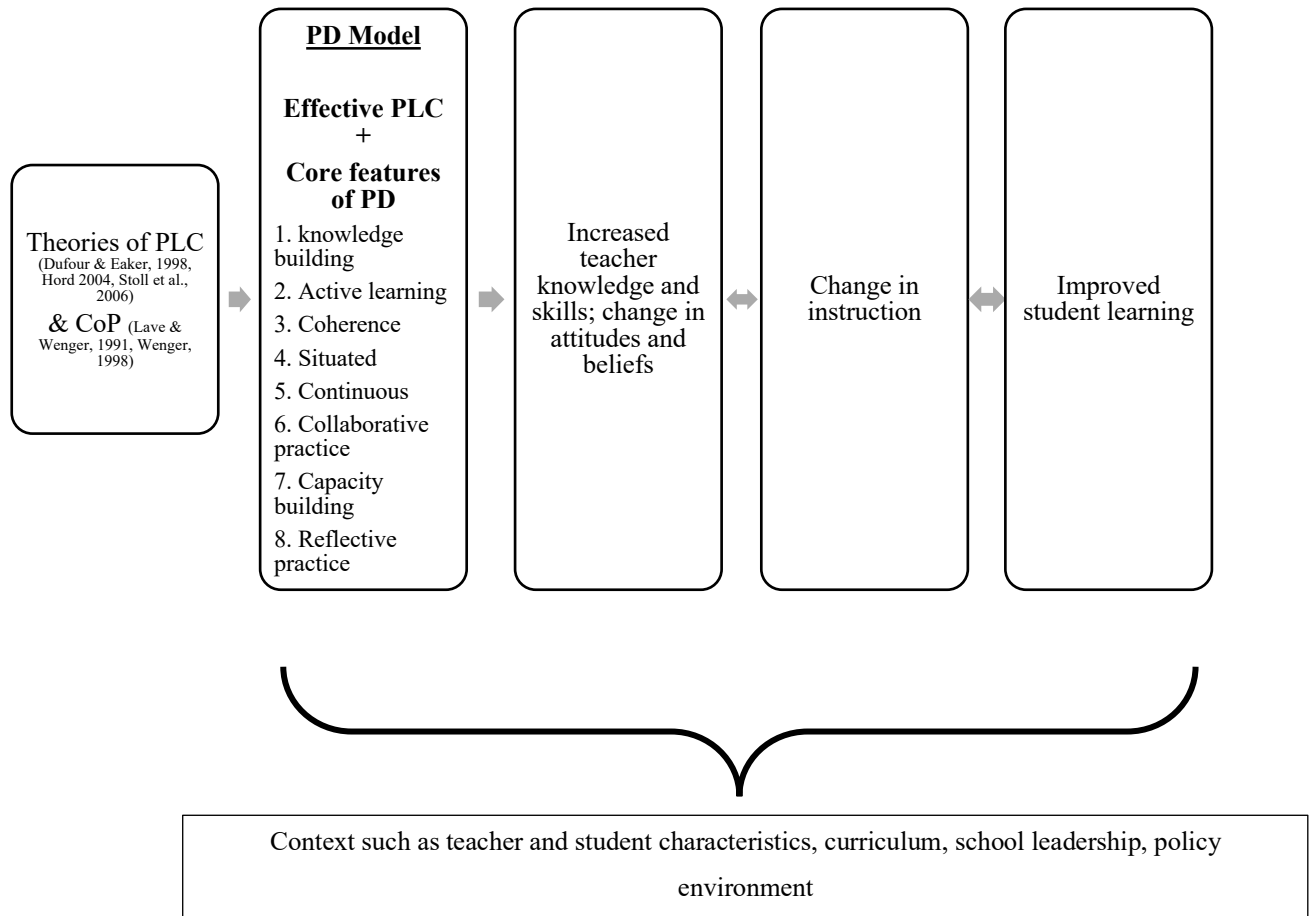 Theories of PLC
(Dufour & Eaker, 1998,
Hord 2004, Stoll et al.,
2006)
& CoP (Lave &
Wenger, 1991, Wenger,
1998)
PD Model
Effective PLC
+
Core features
of PD
1. knowledge
building
2. Active learning
3. Coherence
4. Situated
5. Continuous
6. Collaborative
practice
7. Capacity
building
8. Reflective
practice
Increased
teacher
knowledge and
skills; change in
attitudes and
beliefs
Change in
instruction
Improved
student learning
Context such as teacher and student characteristics, curriculum, school leadership, policy
environment